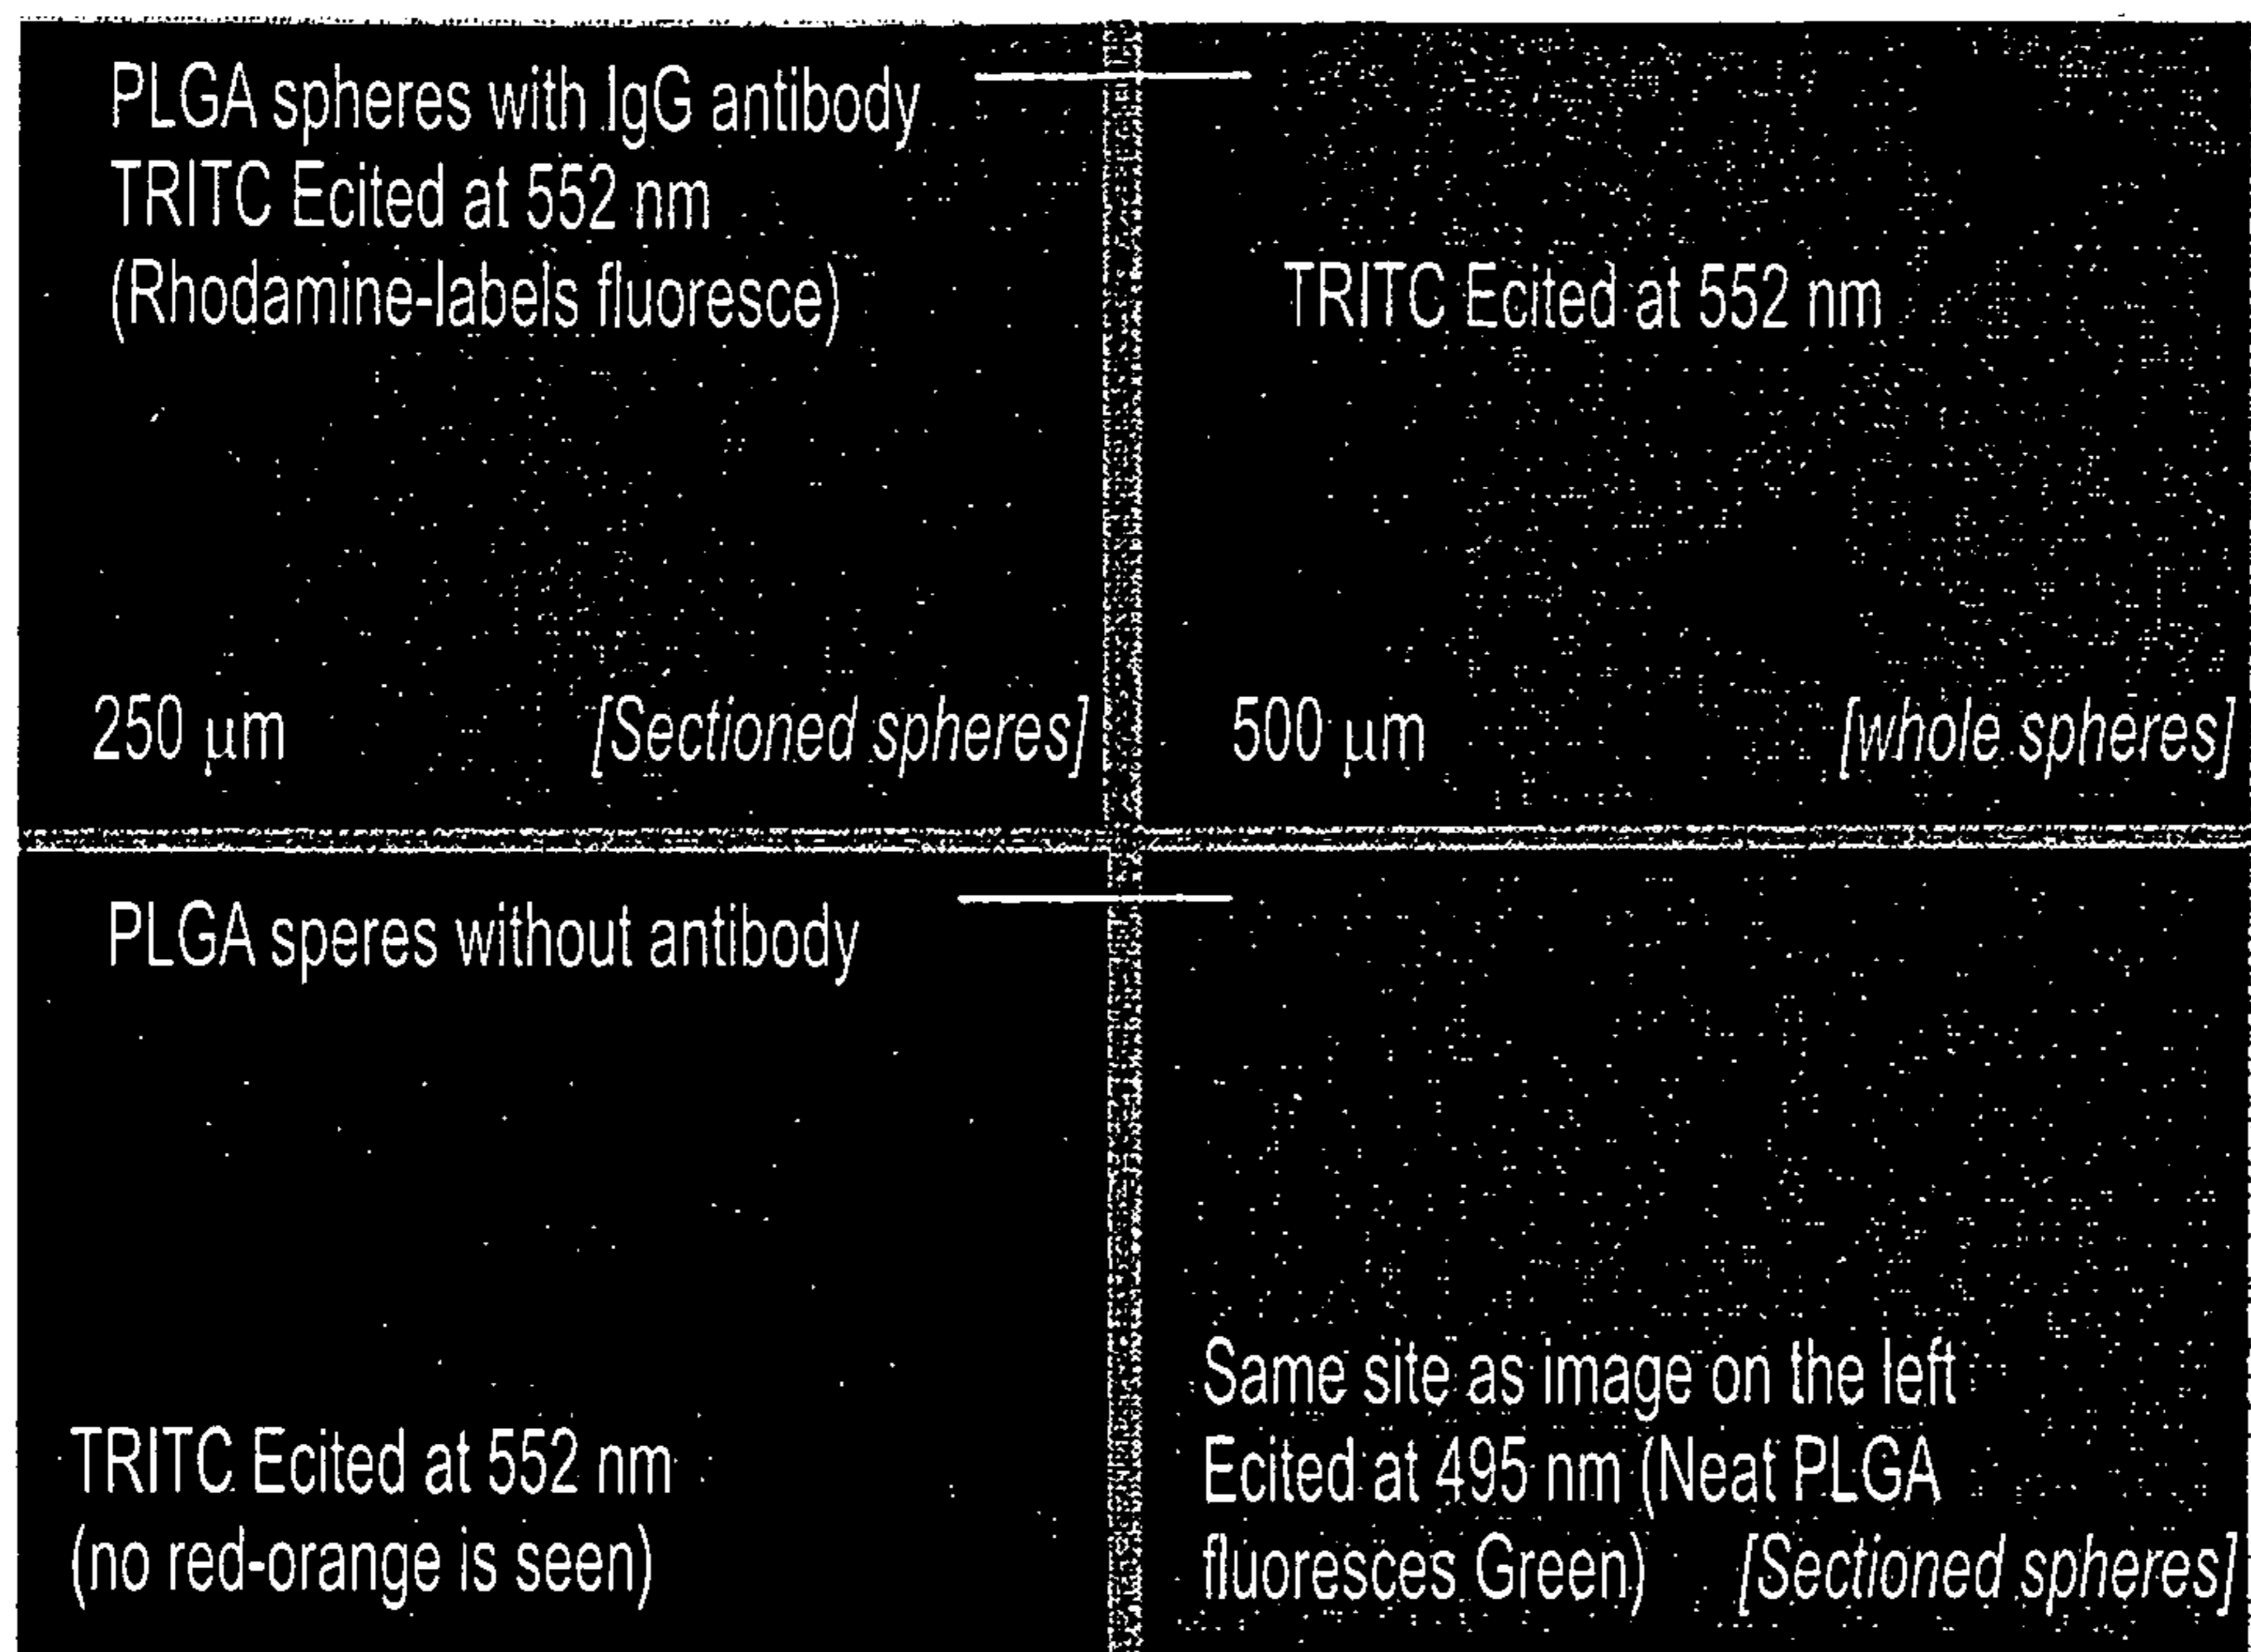 PLGA spheres with IgG antibody
TRITC Ecited at 552 nm
(Rhodamine-labels fluoresce)
250 μm
[Sectioned spheres]
TRITC Ecited at 552 nm
500 μm
[whole spheres]
PLGA speres without antibody
TRITC Ecited at 552 nm
(no red-orange is seen)
Same site as image on the left
Ecited at 495 nm (Neat PLGA
fluoresces Green)
[Sectioned spheres]